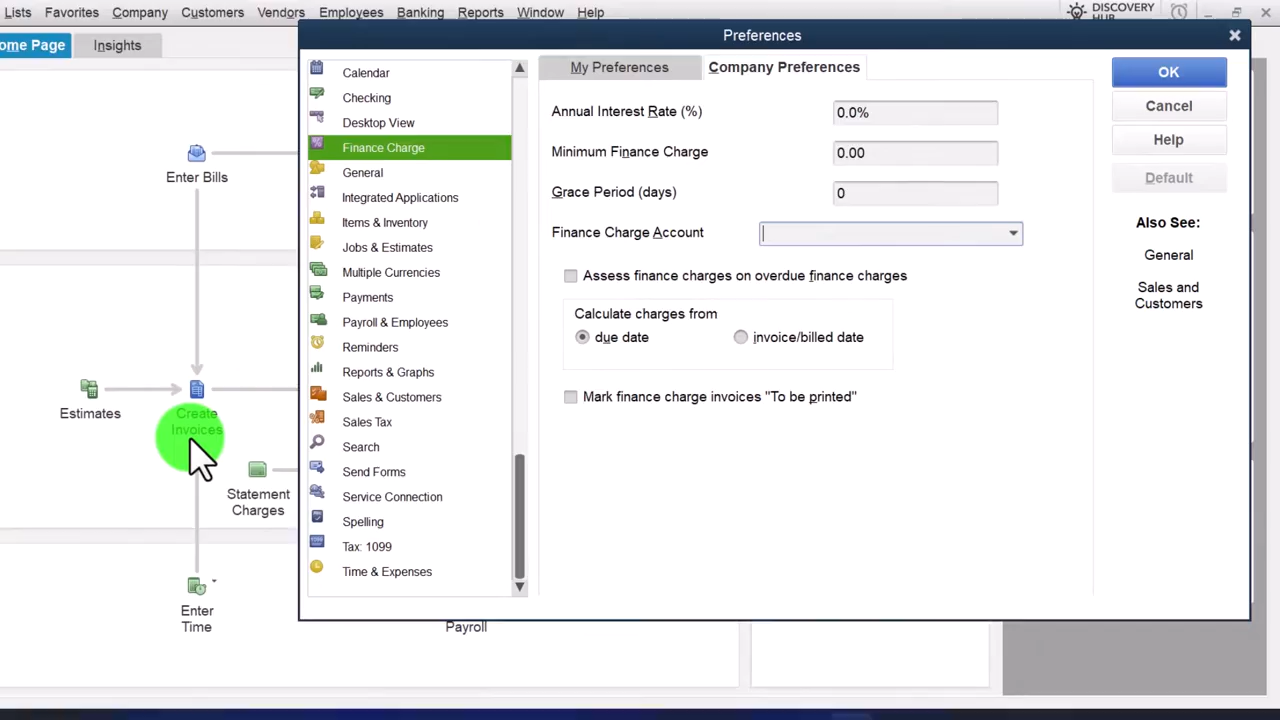 Lists Favorites Company Customers Vendors Employees Banking Reports Window Help
DISCOVERY
HUB
ome Page Insights
Preferences
Calendar
Checking
Desktop View
Finance Charge
General
Integrated Applications
Items & Inventory
Jobs & Estimates
Multiple Currencies
Payments
Payroll & Employees
Reminders
Reports & Graphs
Sales & Customers
Sales Tax
Search
Send Forms
Service Connection
Spelling
Tax: 1099
Time & Expenses
My Preferences Company Preferences
Annual Interest Rate (%) 0.0%
Minimum Finance Charge 0.00
Grace Period (days) 0
Finance Charge Account
Assess finance charges on overdue finance charges
Calculate charges from
due date invoice/billed date
Mark finance charge invoices "To be printed"
OK
Cancel
Help
Default
Also See:
General
Sales and
Customers
Enter Bills
Estimates
Create
Invoices
Statement
Charges
Enter
Time
Payroll